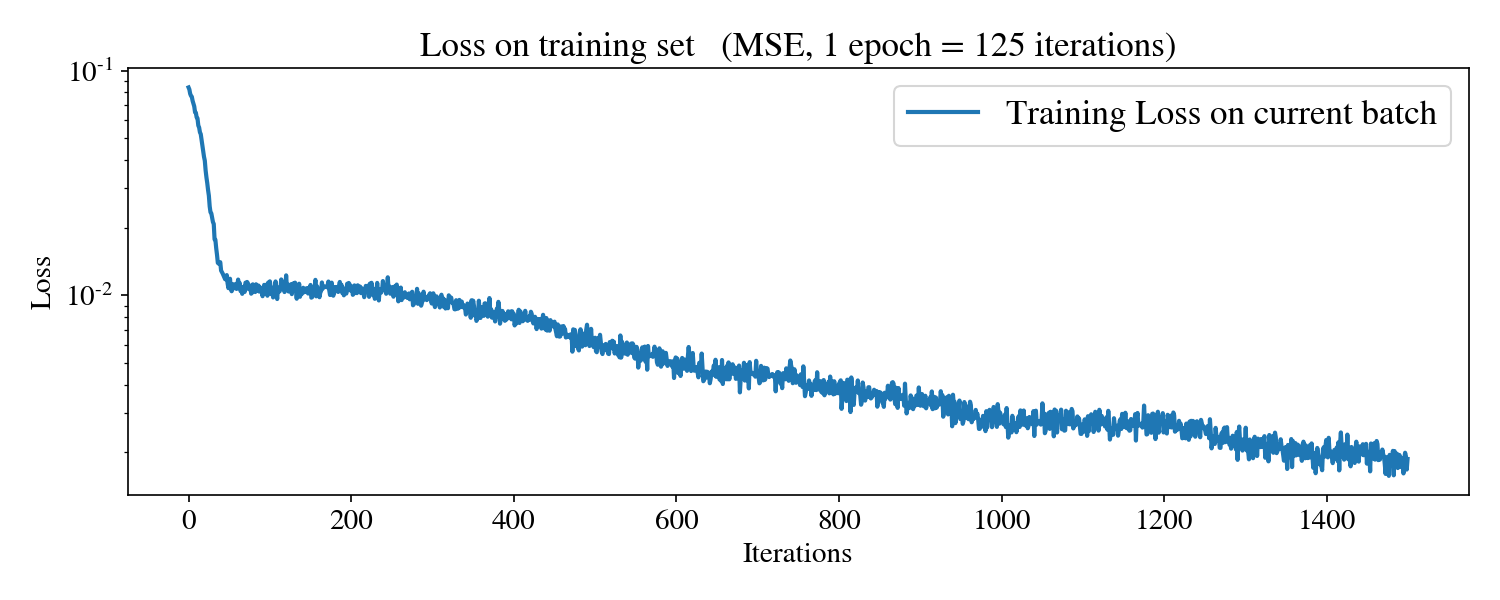 Loss on training set   (MSE, 1 epoch = 125 iterations)
Training Loss on current batch
10⁻¹
10⁻²
Loss
0 200 400 600 800 1000 1200 1400
Iterations